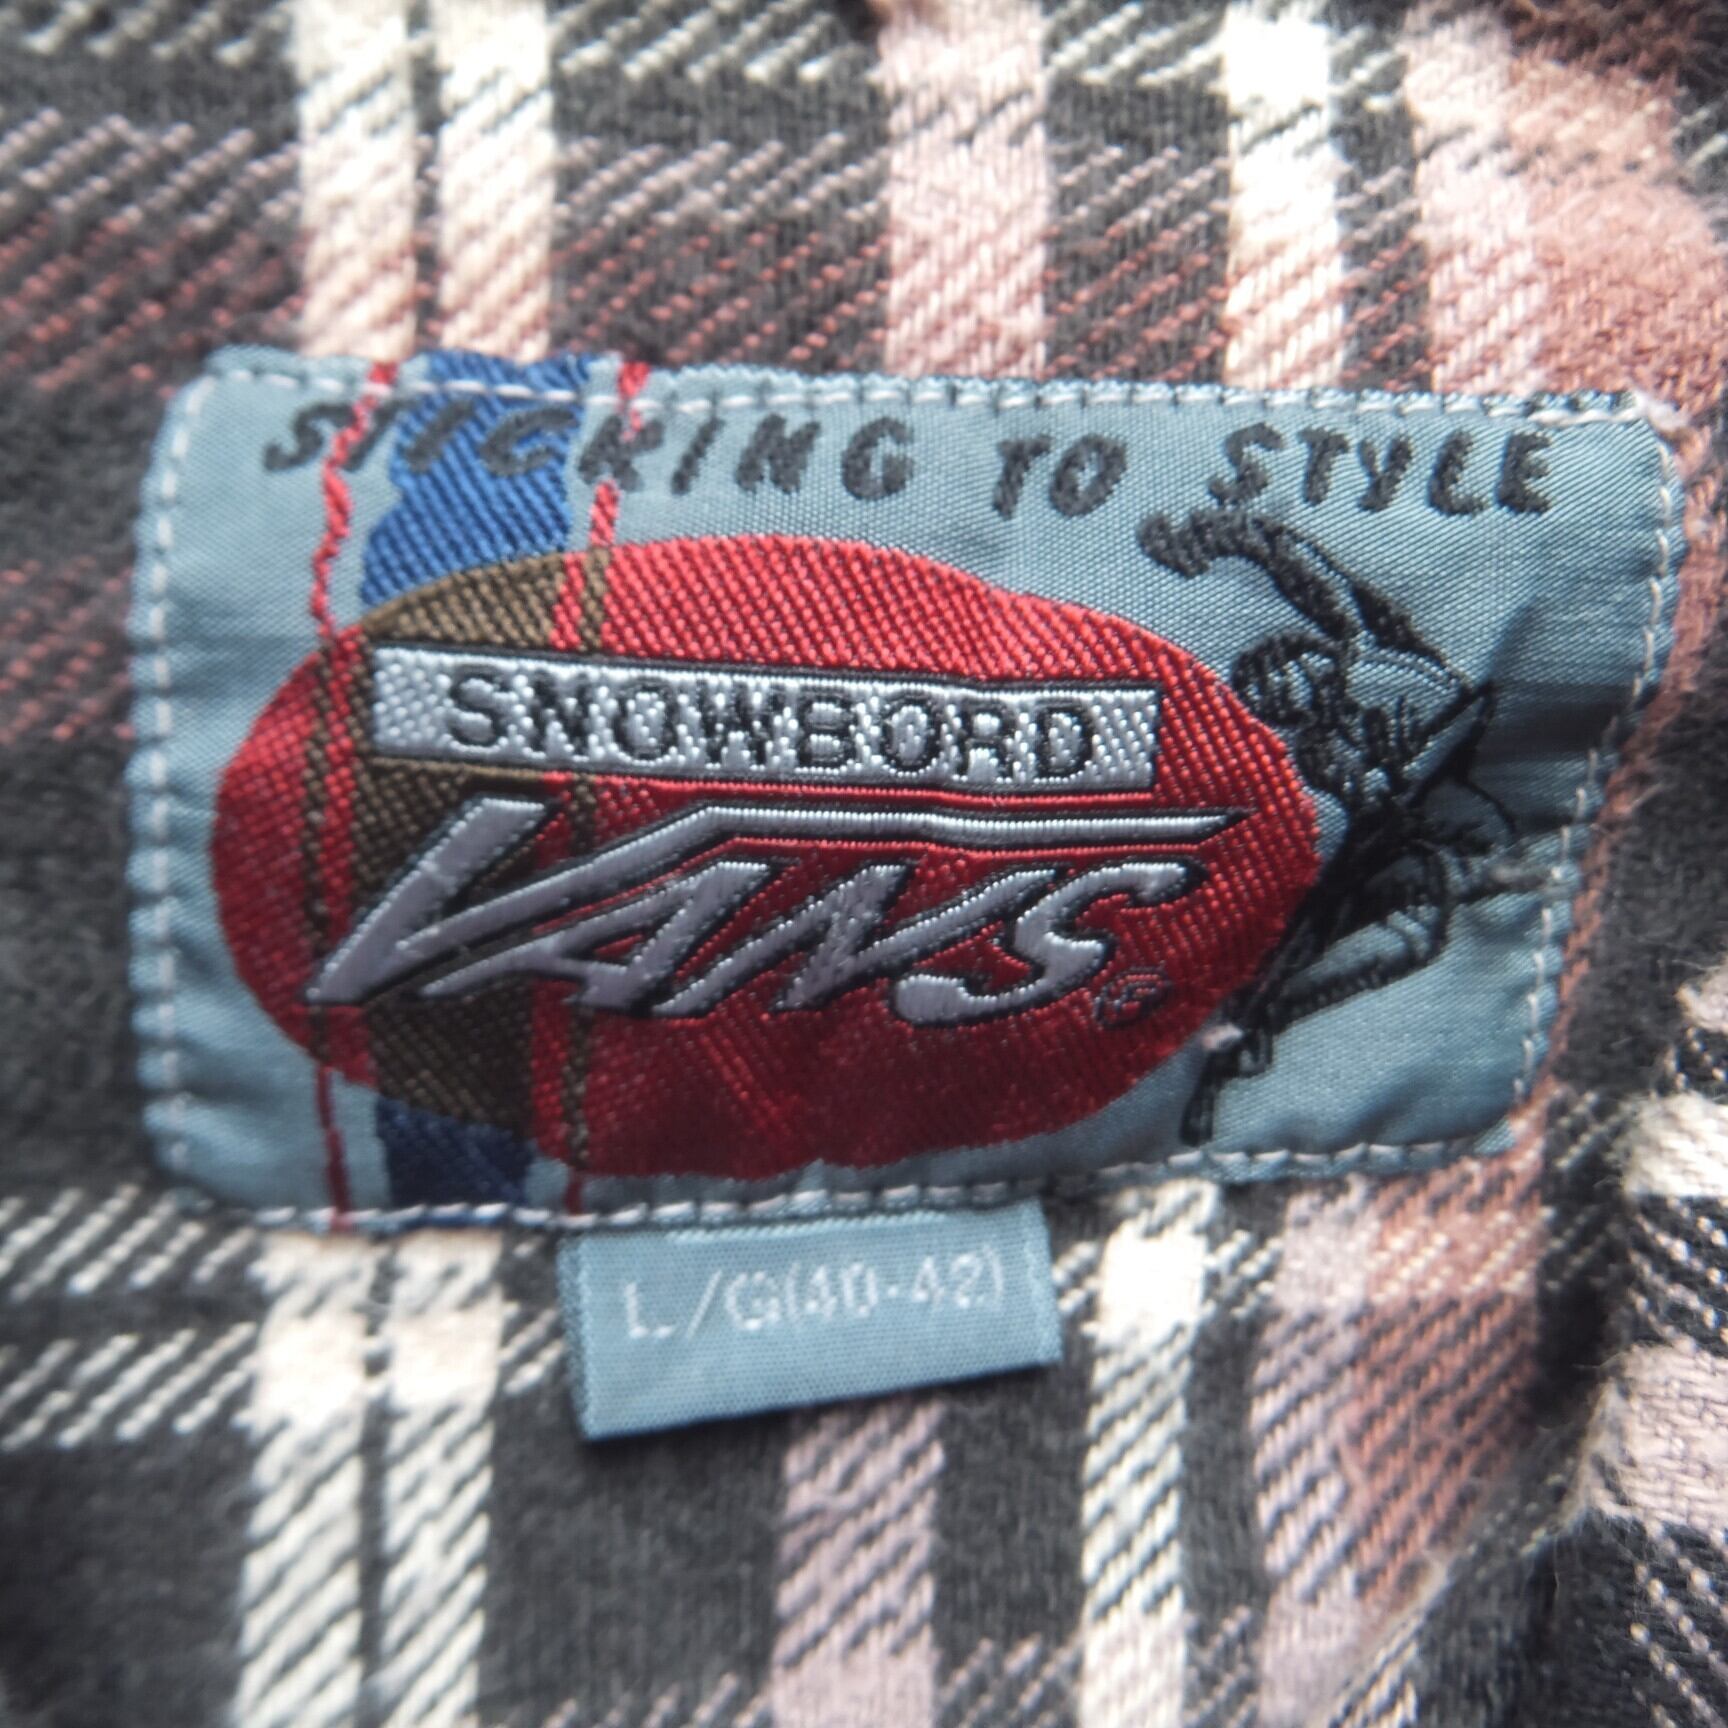 STICKING TO STYLE
SNOWBORD
VANS®
L/G(40-42)